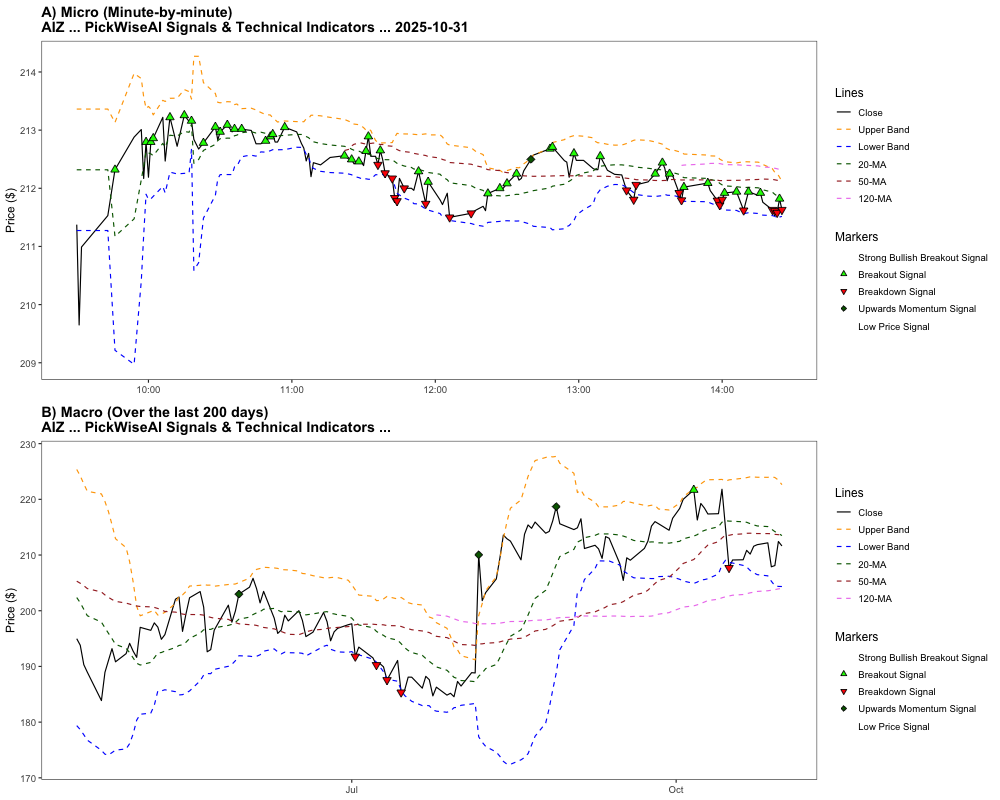 A) Micro (Minute-by-minute)
AIZ ... PickWiseAI Signals & Technical Indicators ... 2025-10-31
Price ($)
214
213
212
211
210
209
10:00
11:00
12:00
13:00
14:00
Lines
Close
Upper Band
Lower Band
20-MA
50-MA
120-MA
Markers
Strong Bullish Breakout Signal
Breakout Signal
Breakdown Signal
Upwards Momentum Signal
Low Price Signal
B) Macro (Over the last 200 days)
AIZ ... PickWiseAI Signals & Technical Indicators ...
Price ($)
230
220
210
200
190
180
170
Jul
Oct
Lines
Close
Upper Band
Lower Band
20-MA
50-MA
120-MA
Markers
Strong Bullish Breakout Signal
Breakout Signal
Breakdown Signal
Upwards Momentum Signal
Low Price Signal